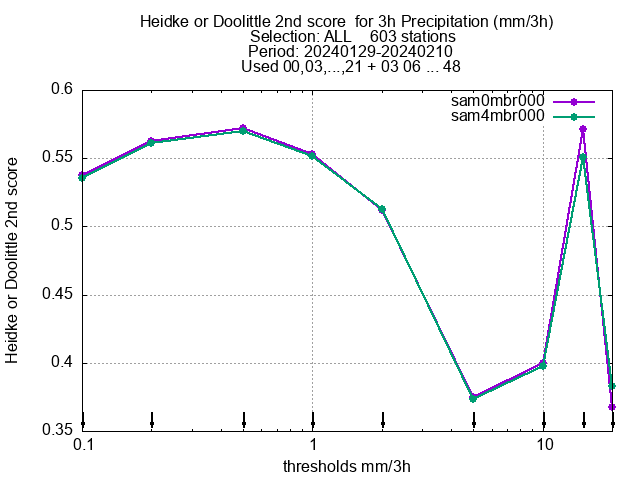 Heidke or Doolittle 2nd score  for 3h Precipitation (mm/3h)
Selection: ALL    603 stations
Period: 20240129-20240210
Used 00,03,...,21 + 03 06 ... 48
sam0mbr000
sam4mbr000
Heidke or Doolittle 2nd score
0.6
0.55
0.5
0.45
0.4
0.35
0.1 1 10
thresholds mm/3h